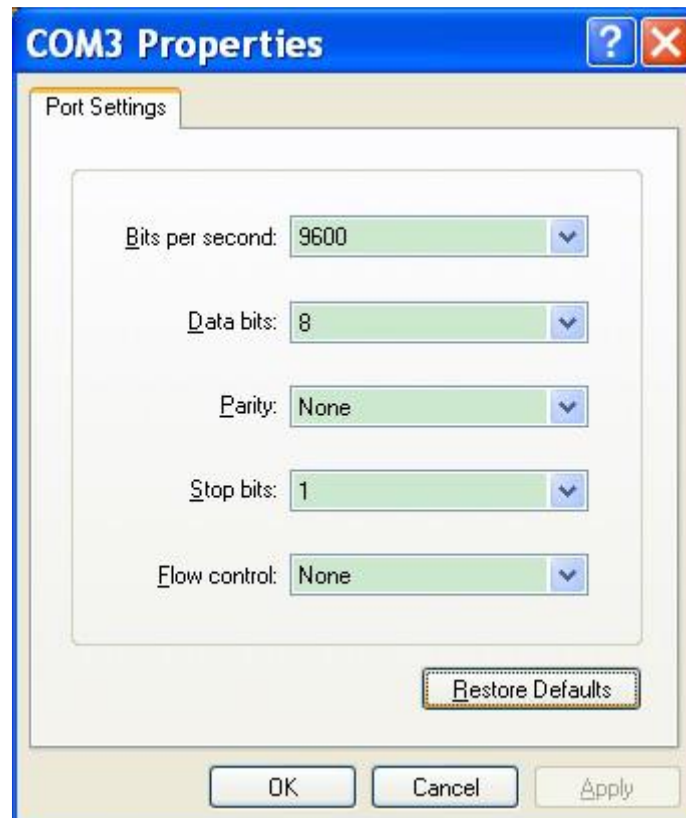 COM3 Properties
Port Settings
Bits per second: 9600
Data bits: 8
Parity: None
Stop bits: 1
Flow control: None
Restore Defaults
OK Cancel Apply